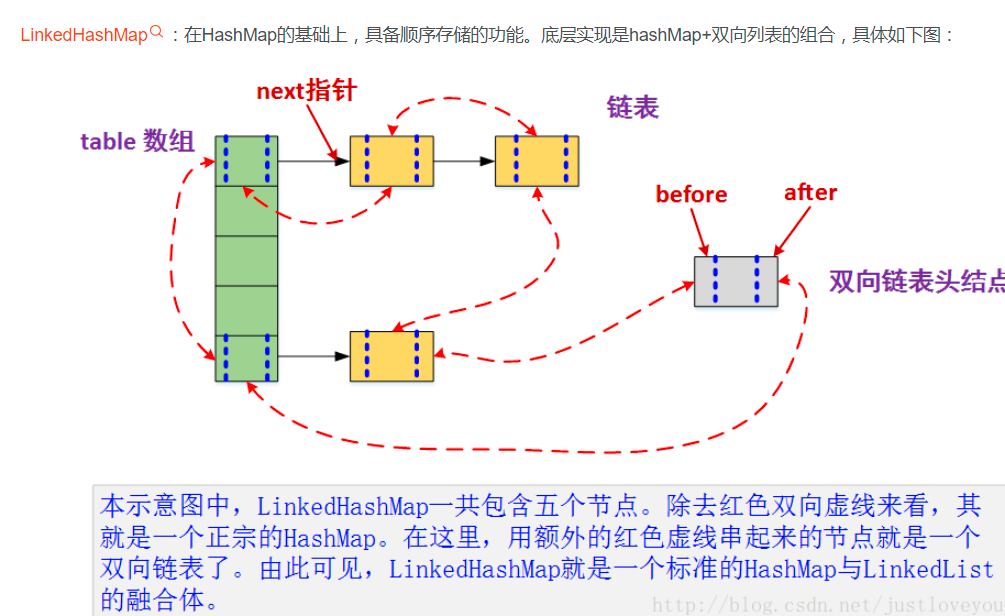 LinkedHashMap：在HashMap的基础上，具备顺序存储的功能。底层实现是hashMap+双向列表的组合，具体如下图：
next指针
链表
table 数组
before
after
双向链表头结点
本示意图中，LinkedHashMap一共包含五个节点。除去红色双向虚线来看，其
就是一个正宗的HashMap。在这里，用额外的红色虚线串起来的节点就是一个
双向链表了。由此可见，LinkedHashMap就是一个标准的HashMap与LinkedList
的融合体。
http://blog.csdn.net/justloveyou